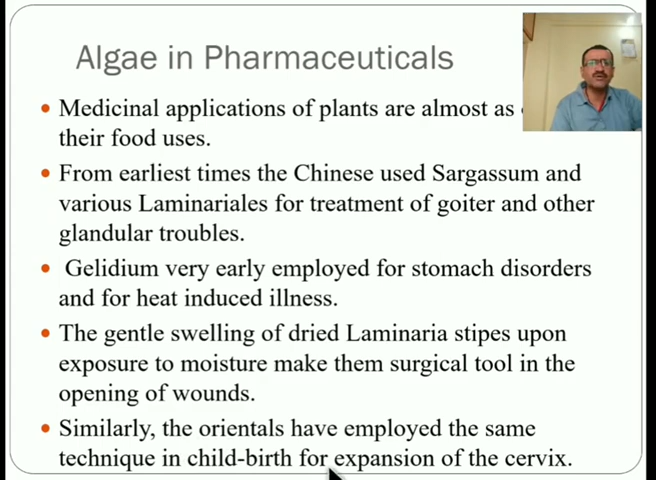 Algae in Pharmaceuticals
Medicinal applications of plants are almost as
their food uses.
From earliest times the Chinese used Sargassum and
various Laminariales for treatment of goiter and other
glandular troubles.
Gelidium very early employed for stomach disorders
and for heat induced illness.
The gentle swelling of dried Laminaria stipes upon
exposure to moisture make them surgical tool in the
opening of wounds.
Similarly, the orientals have employed the same
technique in child-birth for expansion of the cervix.